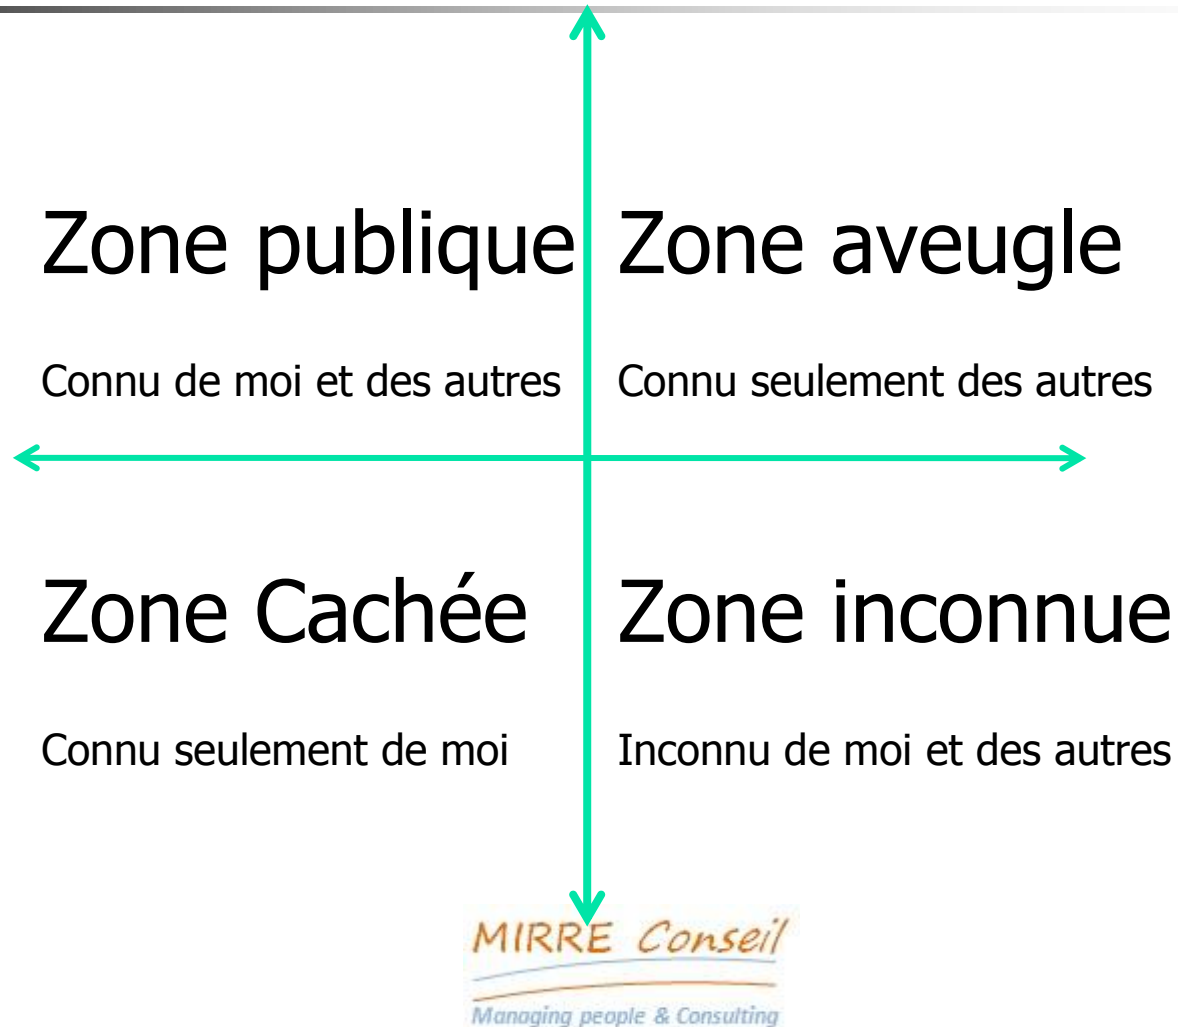 Zone publique
Zone aveugle
Connu de moi et des autres
Connu seulement des autres
Zone Cachée
Zone inconnue
Connu seulement de moi
Inconnu de moi et des autres
MIRRE Conseil
Managing people & Consulting